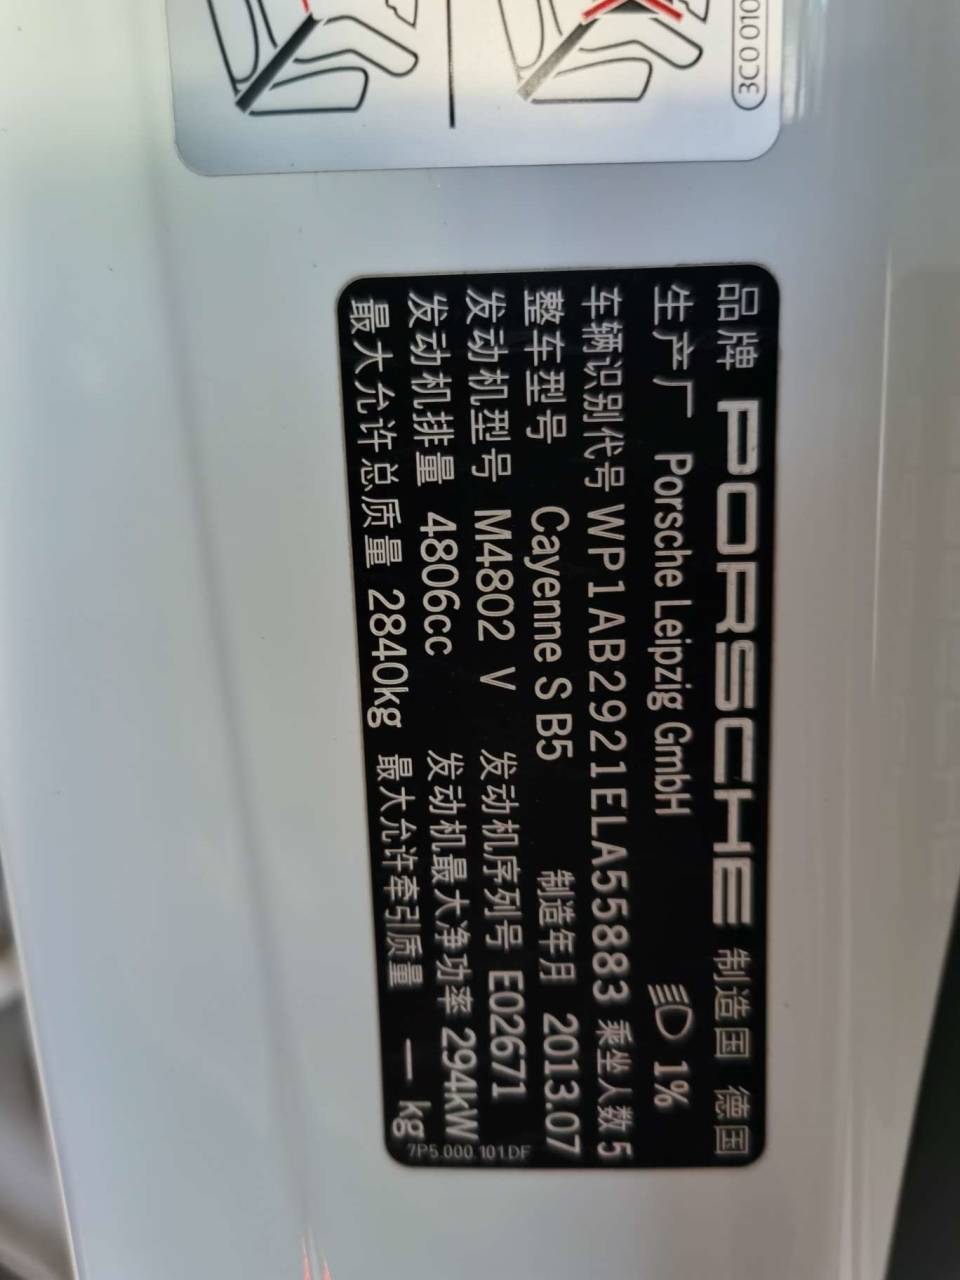 3C0 010
品牌 PORSCHE 制造国 德国
生产厂 Porsche Leipzig GmbH 1%
车辆识别代号 WP1AB2921ELA55883 乘坐人数 5
整车型号 Cayenne S B5 制造年月 2013.07
发动机型号 M4802 V 发动机序列号 E02671
发动机排量 4806cc 发动机最大净功率 294kW
最大允许总质量 2840kg 最大允许牵引质量 — kg
7P5.000.101.DF